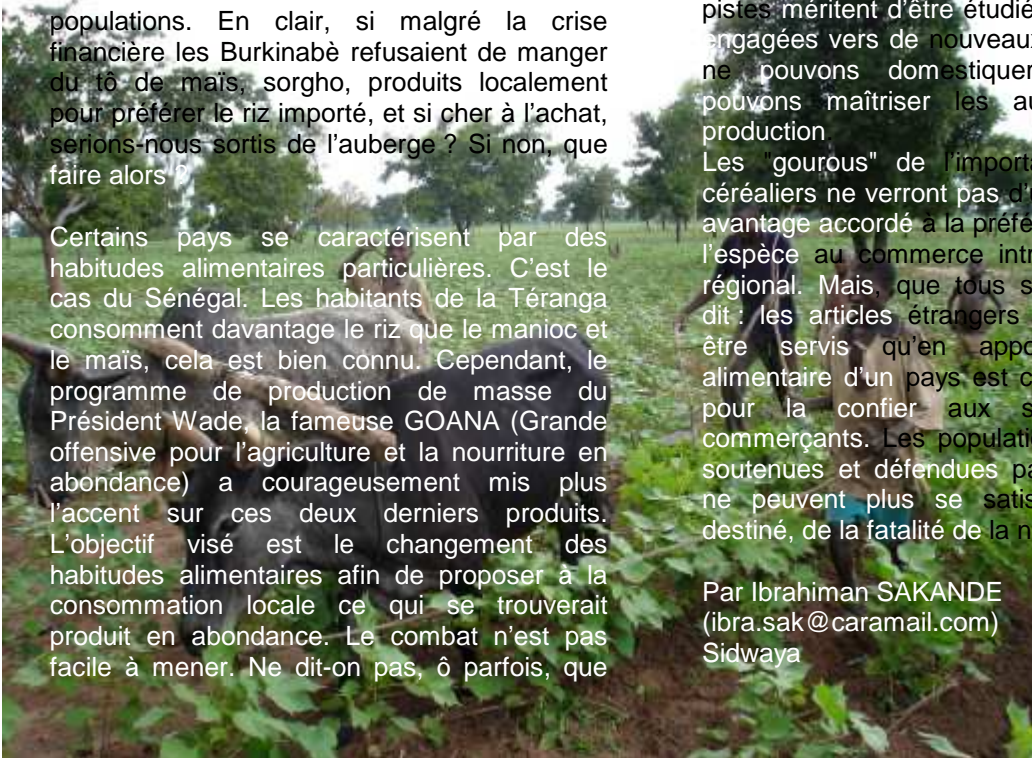 populations. En clair, si malgré la crise
financière les Burkinabè refusaient de manger
du tô de maïs, sorgho, produits localement
pour préférer le riz importé, et si cher à l'achat,
serions-nous sortis de l'auberge ? Si non, que
faire alors ?
Certains pays se caractérisent par des
habitudes alimentaires particulières. C'est le
cas du Sénégal. Les habitants de la Téranga
consomment davantage le riz que le manioc et
le maïs, cela est bien connu. Cependant, le
programme de production de masse du
Président Wade, la fameuse GOANA (Grande
offensive pour l'agriculture et la nourriture en
abondance) a courageusement mis plus
l'accent sur ces deux derniers produits.
L'objectif visé est le changement des
habitudes alimentaires afin de proposer à la
consommation locale ce qui se trouverait
produit en abondance. Le combat n'est pas
facile à mener. Ne dit-on pas, ô parfois, que
pistes méritent d'être étudié
engagées vers de nouveaux
ne pouvons domestiquer
pouvons maîtriser les au
production.
Les "gourous" de l'importa
céréaliers ne verront pas d'
avantage accordé à la préfé
l'espèce au commerce intr
régional. Mais, que tous s
dit : les articles étrangers
être servis qu'en appo
alimentaire d'un pays est c
pour la confier aux s
commerçants. Les populati
soutenues et défendues pa
ne peuvent plus se satis
destiné, de la fatalité de la n
Par Ibrahiman SAKANDE
(ibra.sak@caramail.com)
Sidwaya